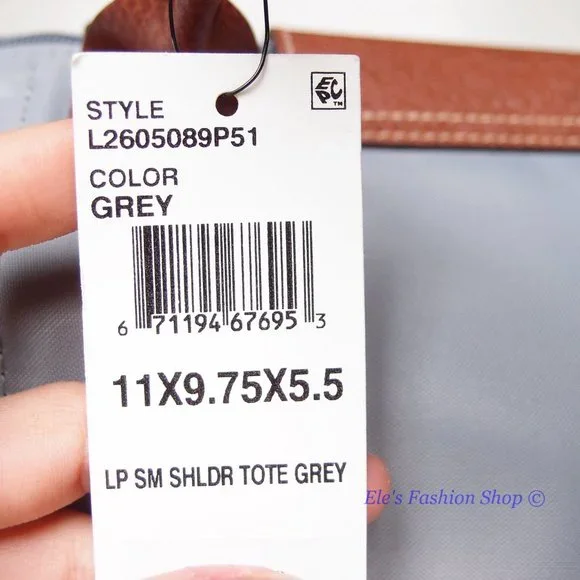 STYLE
L2605089P51
EPC™
COLOR
GREY
6 71194 67695 3
11X9.75X5.5
LP SM SHLDR TOTE GREY
Ele's Fashion Shop ©